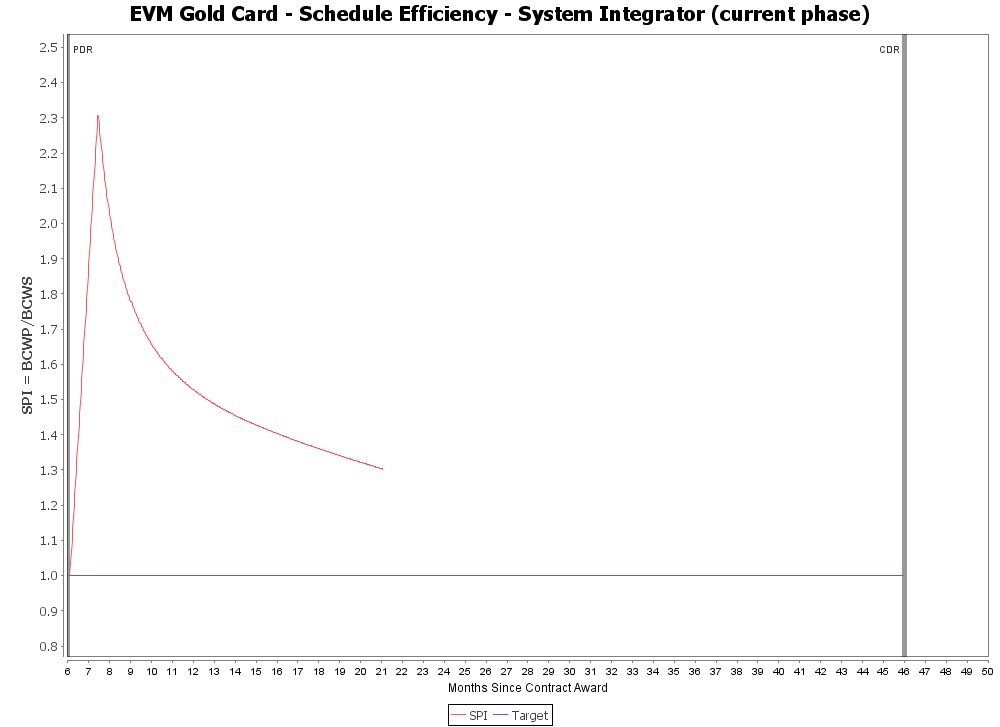 EVM Gold Card - Schedule Efficiency - System Integrator (current phase)
2.5
2.4
2.3
2.2
2.1
2.0
1.9
1.8
1.7
1.6
1.5
1.4
1.3
1.2
1.1
1.0
0.9
0.8
SPI = BCWP/BCWS
PDR
CDR
6 7 8 9 10 11 12 13 14 15 16 17 18 19 20 21 22 23 24 25 26 27 28 29 30 31 32 33 34 35 36 37 38 39 40 41 42 43 44 45 46 47 48 49 50
Months Since Contract Award
SPI Target